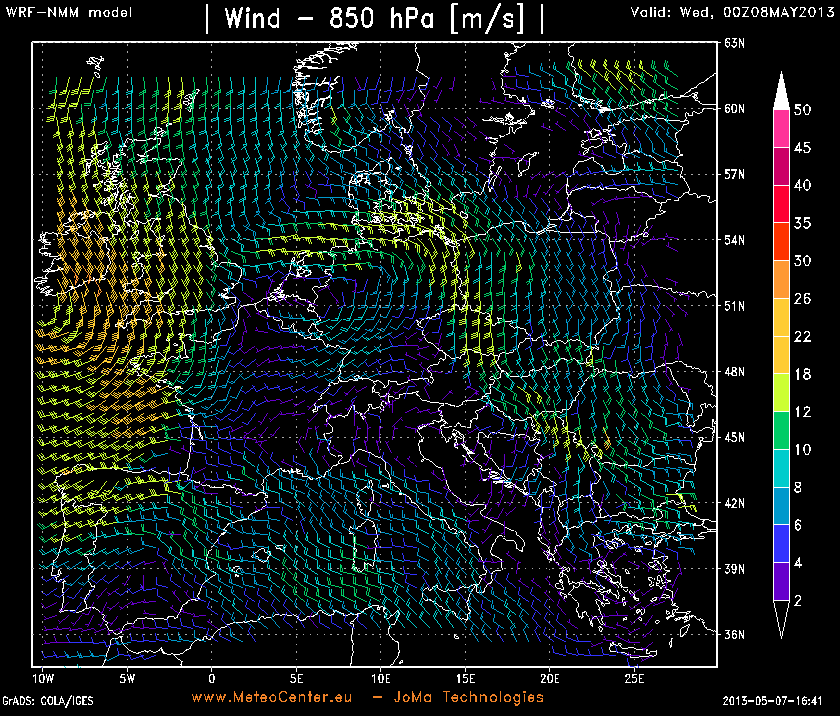 WRF-NMM model | Wind - 850 hPa [m/s] | Valid: Wed, 00Z08MAY2013
63N
60N
57N
54N
51N
48N
45N
42N
39N
36N
50
45
40
35
30
26
22
18
12
10
8
6
4
2
10W 5W 0 5E 10E 15E 20E 25E
GrADS: COLA/IGES www.MeteoCenter.eu - JoMa Technologies 2013-05-07-16:41